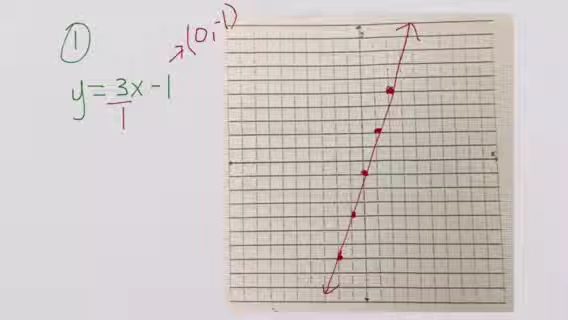 1
(0,-1)
y = 3x - 1
1